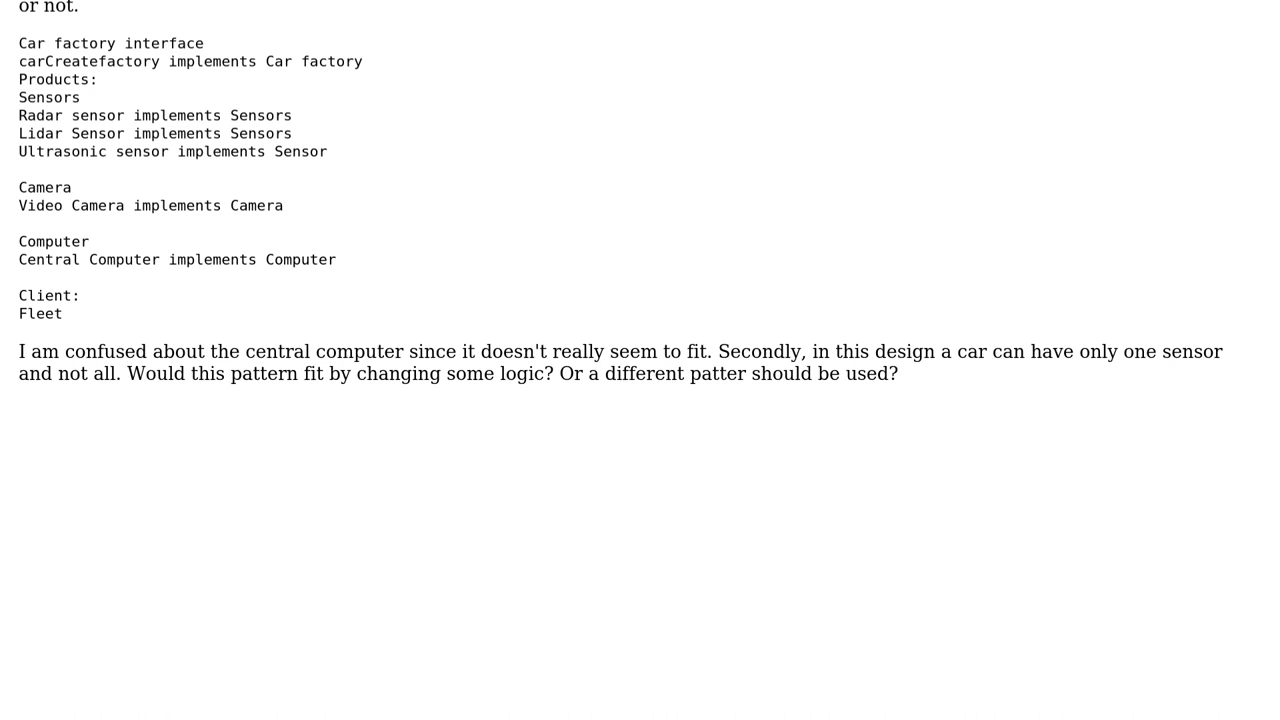 or not.
Car factory interface
carCreatefactory implements Car factory
Products:
Sensors
Radar sensor implements Sensors
Lidar Sensor implements Sensors
Ultrasonic sensor implements Sensor
Camera
Video Camera implements Camera
Computer
Central Computer implements Computer
Client:
Fleet
I am confused about the central computer since it doesn't really seem to fit. Secondly, in this design a car can have only one sensor
and not all. Would this pattern fit by changing some logic? Or a different patter should be used?